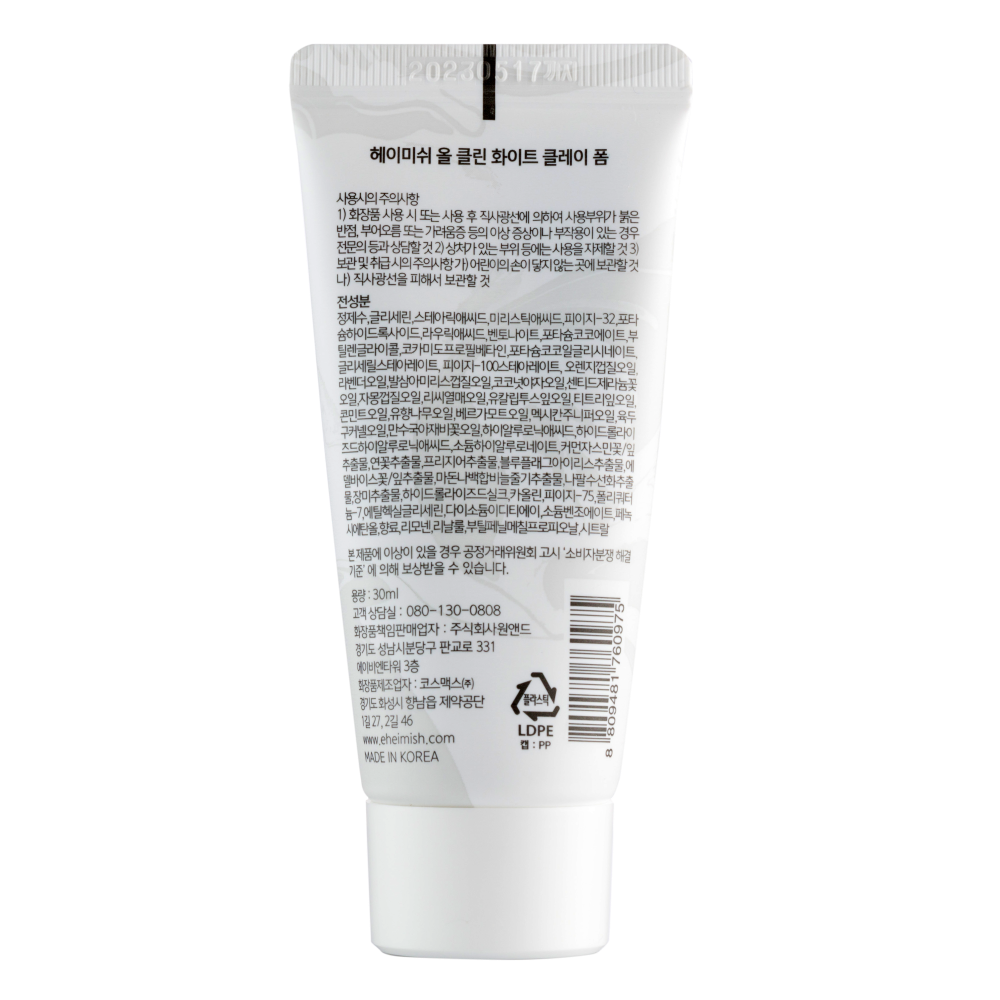 20230517까지
헤이미쉬 올 클린 화이트 클레이 폼
사용시의 주의사항
1) 화장품 사용 시 또는 사용 후 직사광선에 의하여 사용부위가 붉은
반점, 부어오름 또는 가려움증 등의 이상 증상이나 부작용이 있는 경우
전문의 등과 상담할 것 2) 상처가 있는 부위 등에는 사용을 자제할 것 3)
보관 및 취급 시의 주의사항 가) 어린이의 손이 닿지 않는 곳에 보관할 것
나) 직사광선을 피해서 보관할 것
전성분
정제수,글리세린,스테아릭애씨드,미리스틱애씨드,피이지-32,포타
슘하이드록사이드,라우릭애씨드,벤토나이트,포타슘코코에이트,부
틸렌글라이콜,코카미도프로필베타인,포타슘코코일글리시네이트,
글리세릴스테아레이트, 피이지-100스테아레이트, 오렌지껍질오일,
라벤더오일,발삼아미리스껍질오일,코코넛야자오일,센티드제라늄꽃
오일,자몽껍질오일,리씨열매오일,유칼립투스잎오일,티트리잎오일,
콘민트오일,유향나무오일,베르가모트오일,멕시칸주니퍼오일,육두
구커넬오일,만수국아재비꽃오일,하이알루로닉애씨드,하이드롤라이
즈드하이알루로닉애씨드,소듐하이알루로네이트,커먼자스민꽃/잎
추출물,연꽃추출물,프리지어추출물,블루플래그아이리스추출물,에
델바이스꽃/잎추출물,마돈나백합비늘줄기추출물,나팔수선화추출
물,장미추출물,하이드롤라이즈드실크,카올린,피이지-75,폴리쿼터
늄-7,에틸헥실글리세린,다이소듐이디티에이,소듐벤조에이트,페녹
시에탄올,향료,리모넨,리날룰,부틸페닐메칠프로피오날,시트랄
본 제품에 이상이 있을 경우 공정거래위원회 고시 '소비자분쟁 해결
기준' 에 의해 보상받을 수 있습니다.
용량 : 30ml
고객 상담실 : 080-130-0808
화장품책임판매업자 : 주식회사원앤드
경기도 성남시분당구 판교로 331
에이비엔타워 3층
화장품제조업자 : 코스맥스(주)
경기도 화성시 향남읍 제약공단
1길 27, 2길 46
www.eheimish.com
MADE IN KOREA
플라스틱
LDPE
캡 : PP
8 809481 760975